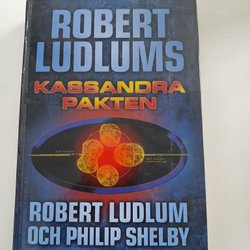 ROBERT
LUDLUMS
KASSANDRA
PAKTEN
ROBERT LUDLUM
OCH PHILIP SHELBY